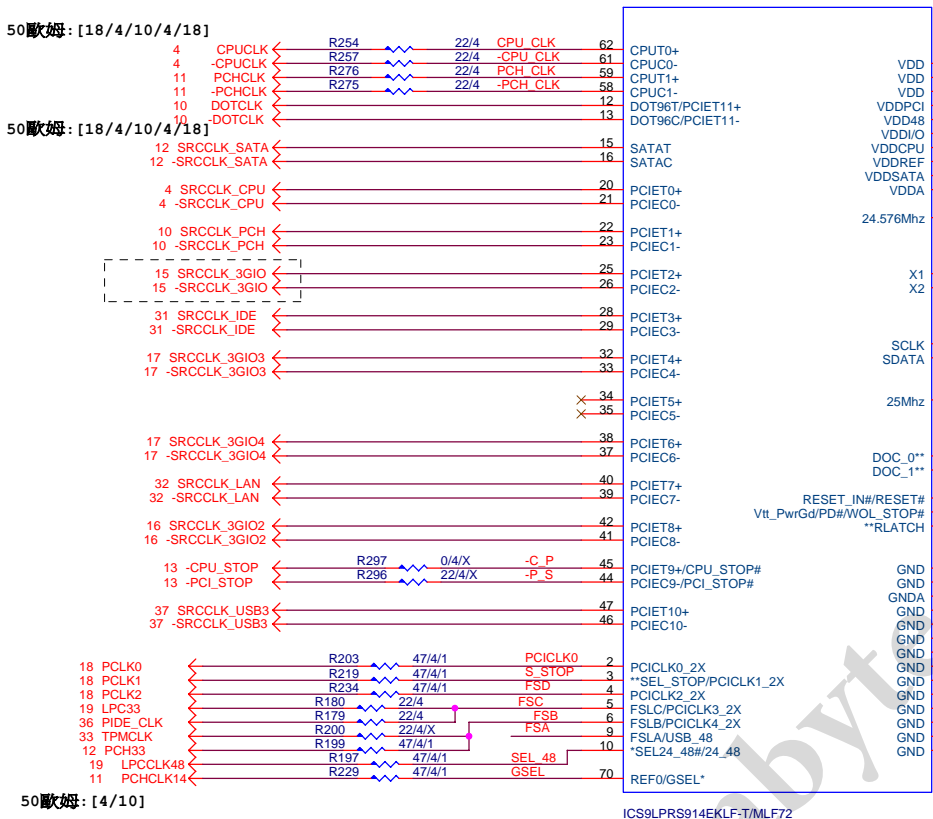 50歐姆:[18/4/10/4/18]
4 CPUCLK R254 22/4 CPU_CLK 62 CPUT0+
4 -CPUCLK R257 22/4 -CPU_CLK 61 CPUC0- VDD
11 PCHCLK R276 22/4 PCH_CLK 59 CPUT1+ VDD
11 -PCHCLK R275 22/4 -PCH_CLK 58 CPUC1- VDD
10 DOTCLK 12 DOT96T/PCIET11+ VDDPCI
10 -DOTCLK 13 DOT96C/PCIET11- VDD48
50歐姆:[18/4/10/4/18]
VDDI/O
12 SRCCLK_SATA 15 SATAT VDDCPU
12 -SRCCLK_SATA 16 SATAC VDDREF
VDDSATA
4 SRCCLK_CPU 20 PCIET0+ VDDA
4 -SRCCLK_CPU 21 PCIEC0-
24.576Mhz
10 SRCCLK_PCH 22 PCIET1+
10 -SRCCLK_PCH 23 PCIEC1-
15 SRCCLK_3GIO 25 PCIET2+ X1
15 -SRCCLK_3GIO 26 PCIEC2- X2
31 SRCCLK_IDE 28 PCIET3+
31 -SRCCLK_IDE 29 PCIEC3-
SCLK
17 SRCCLK_3GIO3 32 PCIET4+ SDATA
17 -SRCCLK_3GIO3 33 PCIEC4-
34 PCIET5+ 25Mhz
35 PCIEC5-
17 SRCCLK_3GIO4 38 PCIET6+
17 -SRCCLK_3GIO4 37 PCIEC6- DOC_0**
DOC_1**
32 SRCCLK_LAN 40 PCIET7+
32 -SRCCLK_LAN 39 PCIEC7- RESET_IN#/RESET#
Vtt_PwrGd/PD#/WOL_STOP#
16 SRCCLK_3GIO2 42 PCIET8+ **RLATCH
16 -SRCCLK_3GIO2 41 PCIEC8-
13 -CPU_STOP R297 0/4/X -C_P 45 PCIET9+/CPU_STOP# GND
13 -PCI_STOP R296 22/4/X -P_S 44 PCIEC9-/PCI_STOP# GND
GNDA
37 SRCCLK_USB3 47 PCIET10+ GND
37 -SRCCLK_USB3 46 PCIEC10- GND
GND
GND
18 PCLK0 R203 47/4/1 PCICLK0 2 PCICLK0_2X GND
18 PCLK1 R219 47/4/1 S_STOP 3 **SEL_STOP/PCICLK1_2X GND
18 PCLK2 R234 47/4/1 FSD 4 PCICLK2_2X GND
19 LPC33 R180 22/4 FSC 5 FSLC/PCICLK3_2X GND
36 PIDE_CLK R179 22/4 FSB 6 FSLB/PCICLK4_2X GND
33 TPMCLK R200 22/4/X FSA 9 FSLA/USB_48 GND
12 PCH33 R199 47/4/1 10 *SEL24_48#/24_48 GND
19 LPCCLK48 R197 47/4/1 SEL_48
11 PCHCLK14 R229 47/4/1 GSEL 70 REF0/GSEL*
50歐姆:[4/10]
ICS9LPRS914EKLF-T/MLF72